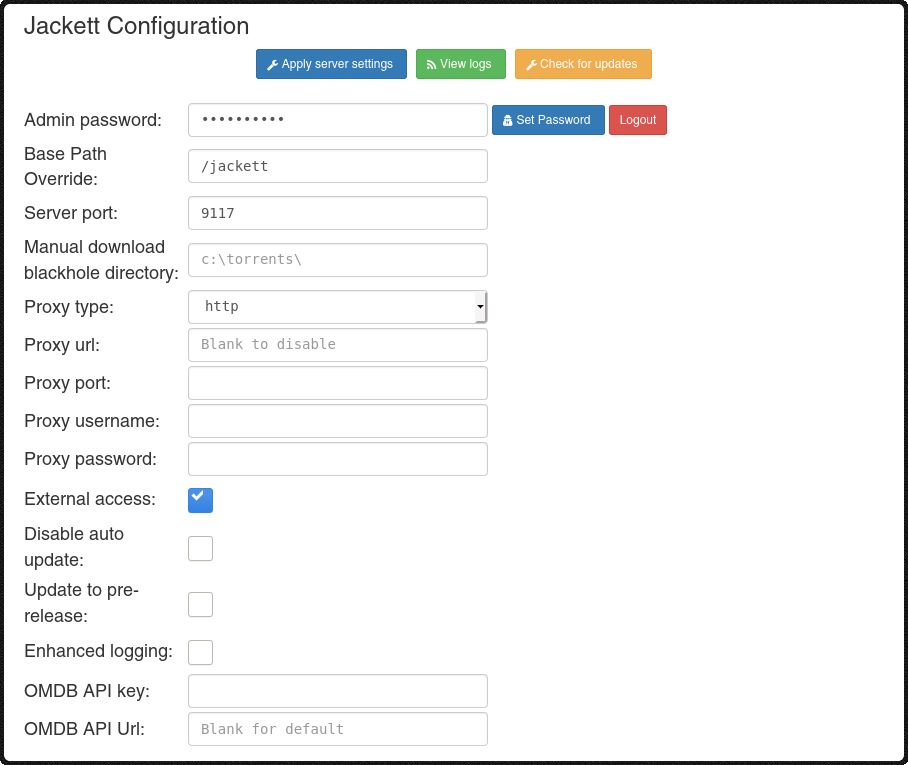 Jackett Configuration
Apply server settings View logs Check for updates
Admin password: •••••••••• Set Password Logout
Base Path
Override:
/jackett
Server port: 9117
Manual download
blackhole directory:
c:\torrents\
Proxy type: http
Proxy url: Blank to disable
Proxy port:
Proxy username:
Proxy password:
External access:
Disable auto
update:
Update to pre-
release:
Enhanced logging:
OMDB API key:
OMDB API Url: Blank for default